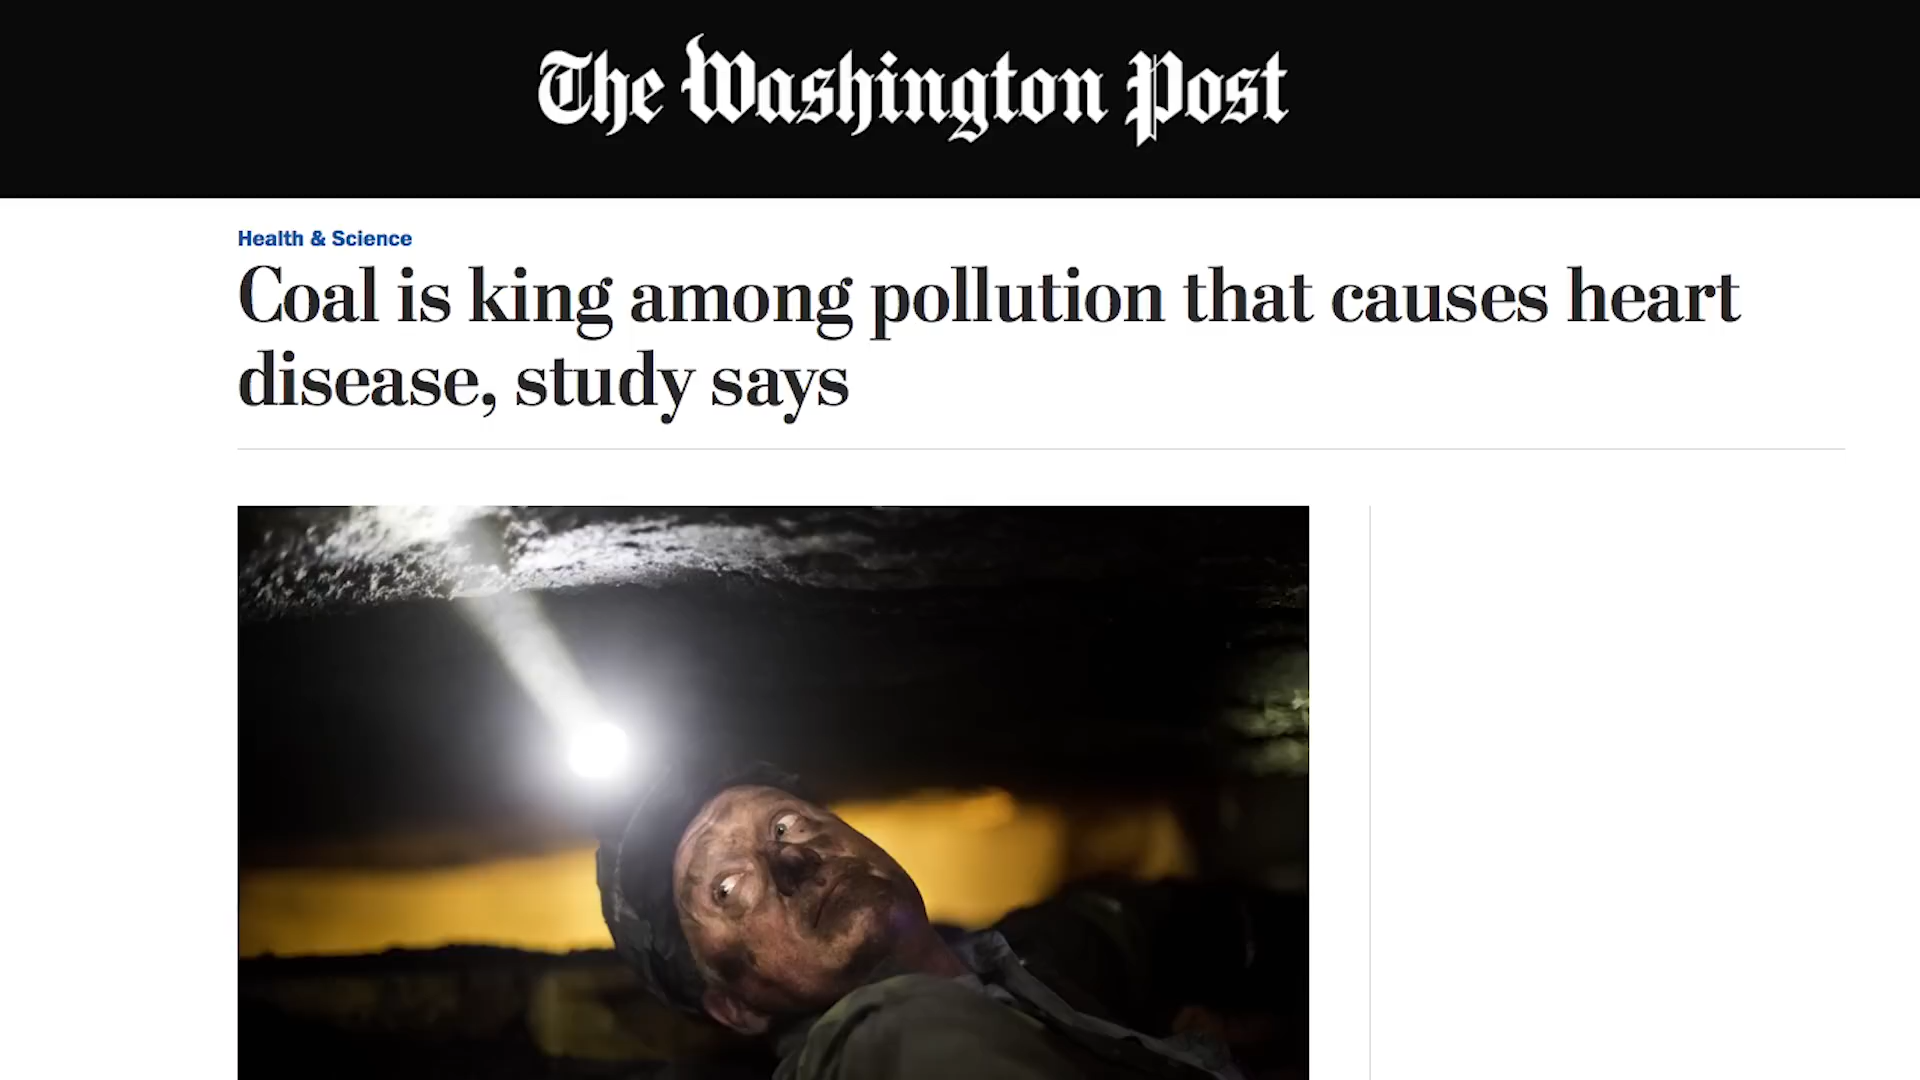 The Washington Post
Health & Science
Coal is king among pollution that causes heart
disease, study says